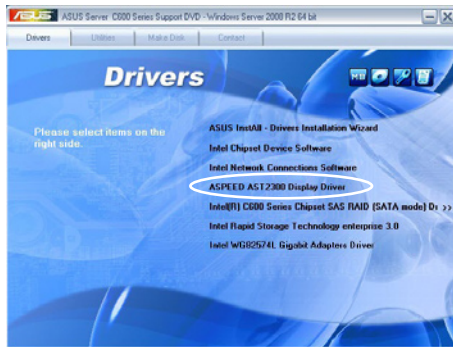 ASUS ASUS Server C600 Series Support DVD - Windows Server 2008 R2 64 bit
Drivers Utilities Make Disk Contact
Drivers
MB
Please select items on the
right side.
ASUS InstAll - Drivers Installation Wizard
Intel Chipset Device Software
Intel Network Connections Software
ASPEED AST2300 Display Driver
Intel(R) C600 Series Chipset SAS RAID (SATA mode) Dr >>
Intel Rapid Storage Technology enterprise 3.0
Intel WG82574L Gigabit Adapters Driver